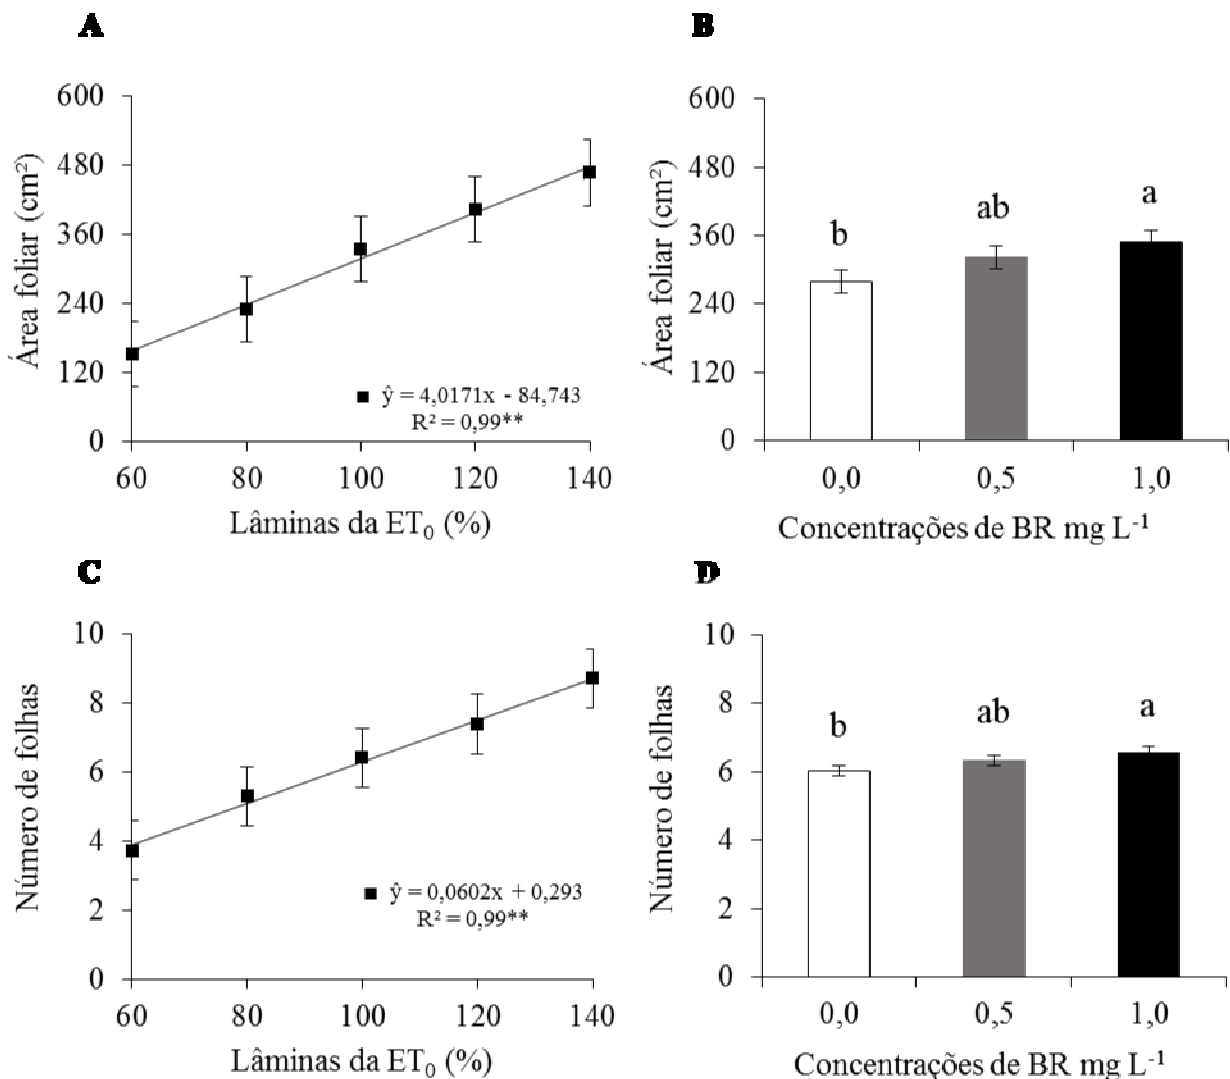 A
Área foliar (cm²)
600
480
360
240
120
0
ŷ = 4,0171x - 84,743
R² = 0,99**
60 80 100 120 140
Lâminas da ET₀ (%)
B
Área foliar (cm²)
600
480
360
240
120
0
b ab a
0,0 0,5 1,0
Concentrações de BR mg L⁻¹
C
Número de folhas
10
8
6
4
2
0
ŷ = 0,0602x + 0,293
R² = 0,99**
60 80 100 120 140
Lâminas da ET₀ (%)
D
Número de folhas
10
8
6
4
2
0
b ab a
0,0 0,5 1,0
Concentrações de BR mg L⁻¹